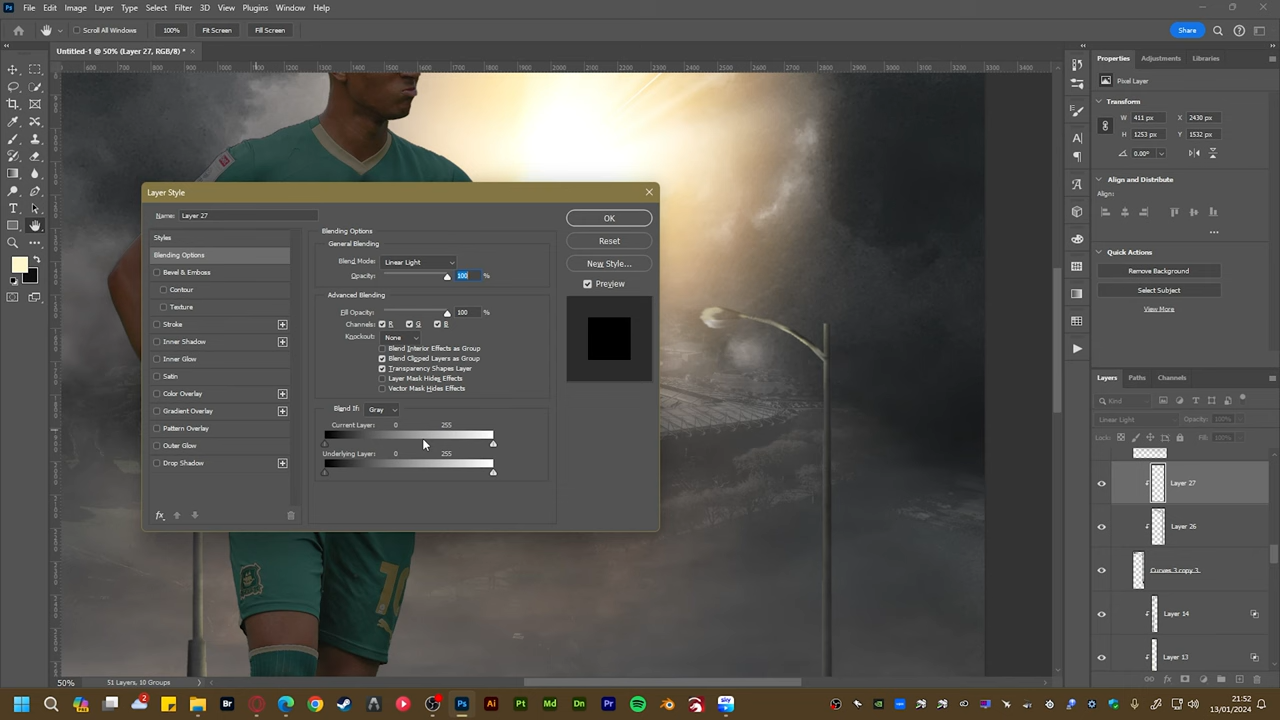 File Edit Image Layer Type Select Filter 3D View Plugins Window Help
Scroll All Windows 100% Fit Screen Fill Screen Share
Untitled-1 @ 50% (Layer 27, RGB/8) *
Properties Adjustments Libraries
Pixel Layer
Transform
W 411 px X 2430 px
H 1253 px Y 1532 px
0.00°
Align and Distribute
Align:
Quick Actions
Remove Background
Select Subject
View More
Layer Style
Name: Layer 27
Styles
Blending Options
Bevel & Emboss
Contour
Texture
Stroke
Inner Shadow
Inner Glow
Satin
Color Overlay
Gradient Overlay
Pattern Overlay
Outer Glow
Drop Shadow
fx
Blending Options
General Blending
Blend Mode: Linear Light
Opacity: 100 %
Advanced Blending
Fill Opacity: 100 %
Channels: R G B
Knockout: None
Blend Interior Effects as Group
Blend Clipped Layers as Group
Transparency Shapes Layer
Layer Mask Hides Effects
Vector Mask Hides Effects
Blend If: Gray
Current Layer: 0 255
Underlying Layer: 0 255
OK
Reset
New Style...
Preview
Layers Paths Channels
Kind
Linear Light Opacity: 100%
Lock: Fill: 100%
Layer 27
Layer 26
Curves 3 copy 3
Layer 14
Layer 13
10
50% 51 Layers, 10 Groups
21:52
13/01/2024